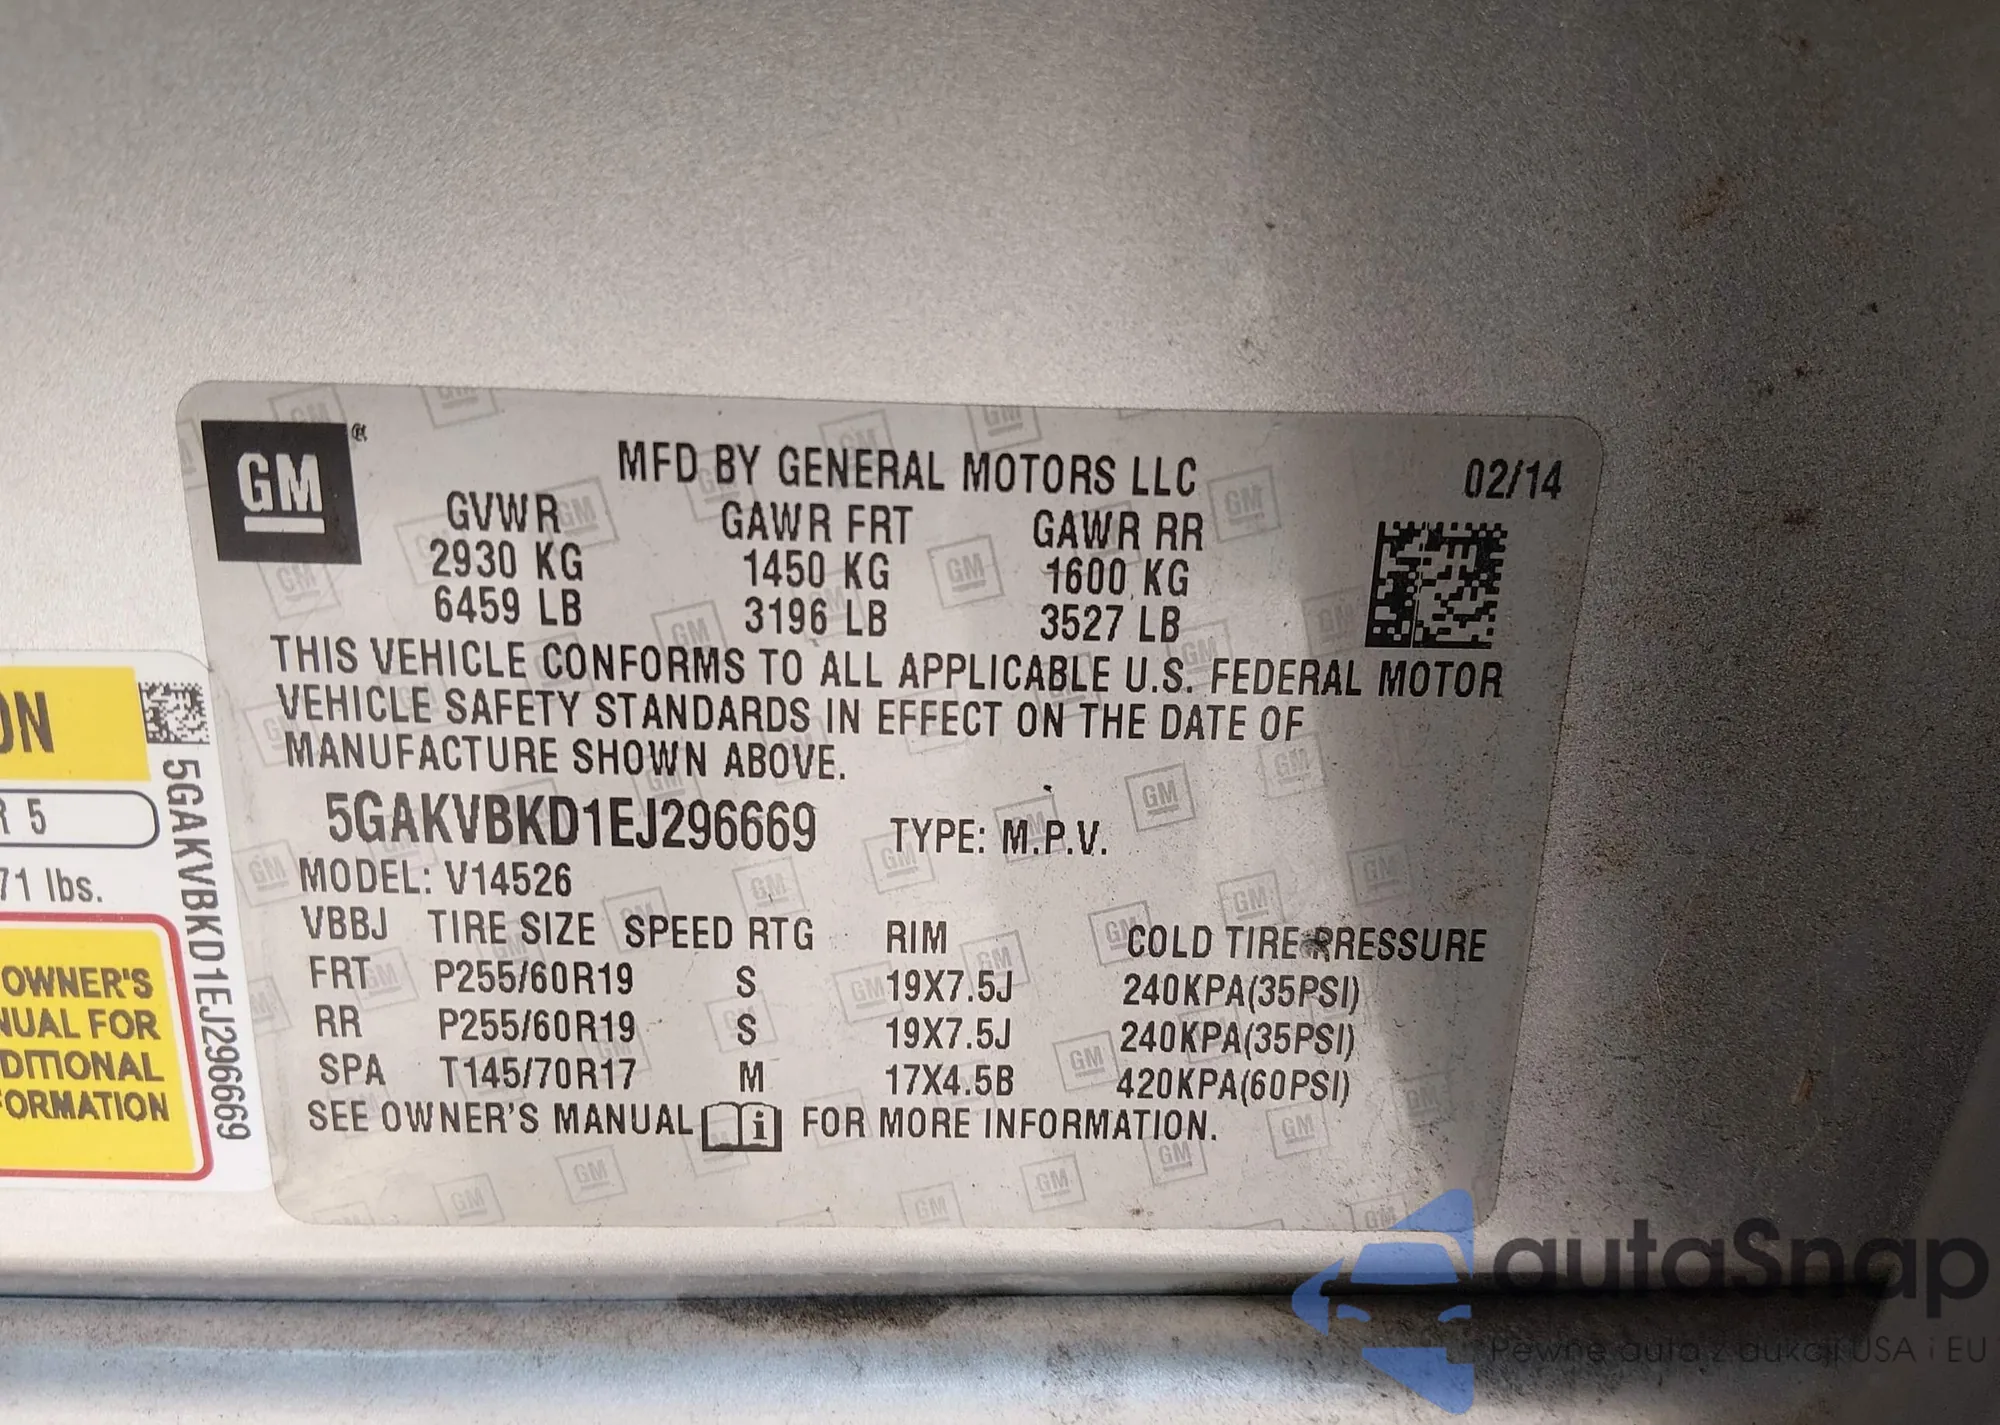 GM ®
MFD BY GENERAL MOTORS LLC 02/14
GVWR GAWR FRT GAWR RR
2930 KG 1450 KG 1600 KG
6459 LB 3196 LB 3527 LB
THIS VEHICLE CONFORMS TO ALL APPLICABLE U.S. FEDERAL MOTOR
VEHICLE SAFETY STANDARDS IN EFFECT ON THE DATE OF
MANUFACTURE SHOWN ABOVE.
5GAKVBKD1EJ296669 TYPE: M.P.V.
MODEL: V14526
VBBJ TIRE SIZE SPEED RTG RIM COLD TIRE PRESSURE
FRT P255/60R19 S 19X7.5J 240KPA(35PSI)
RR P255/60R19 S 19X7.5J 240KPA(35PSI)
SPA T145/70R17 M 17X4.5B 420KPA(60PSI)
SEE OWNER'S MANUAL i FOR MORE INFORMATION.
ON
R 5
71 lbs.
OWNER'S
NUAL FOR
DITIONAL
FORMATION
5GAKVBKD1EJ296669
autaSnap
Pewne auta z aukcji USA i EU